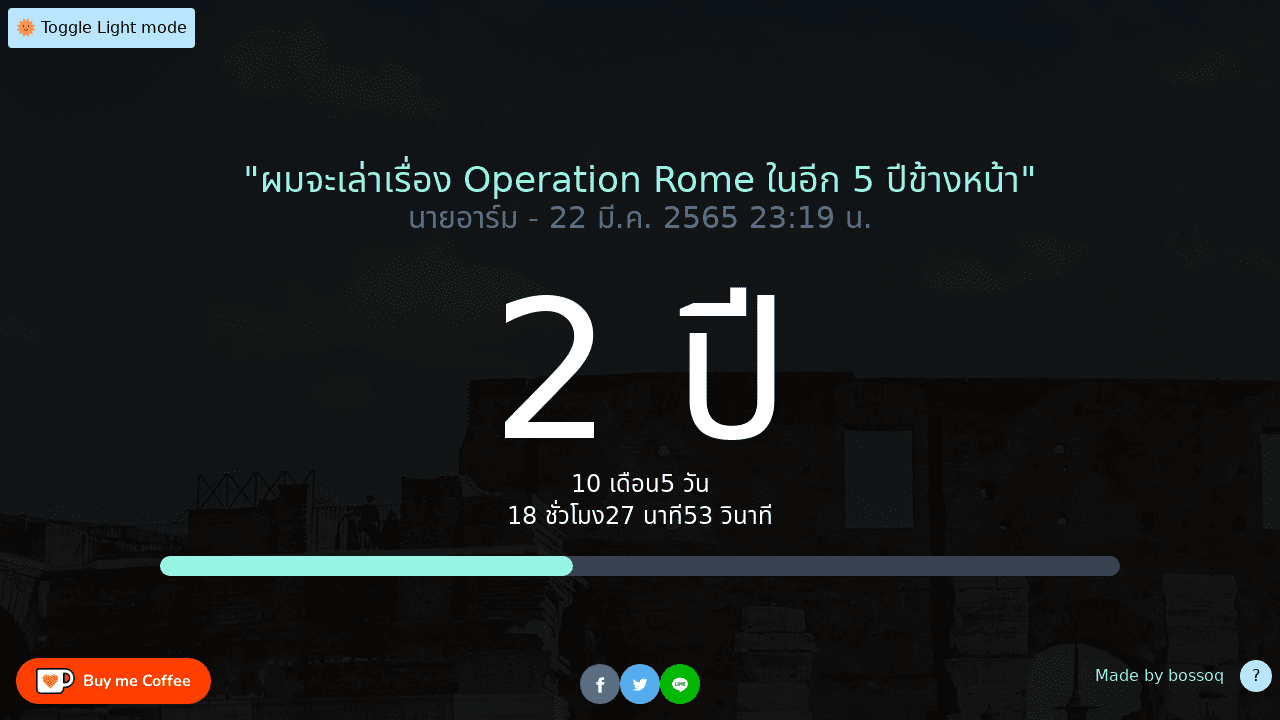 Toggle Light mode
"ผมจะเล่าเรื่อง Operation Rome ในอีก 5 ปีข้างหน้า"
นายอาร์ม - 22 มี.ค. 2565 23:19 น.
2 ปี
10 เดือน5 วัน
18 ชั่วโมง27 นาที53 วินาที
Buy me Coffee
LINE
Made by bossoq
?